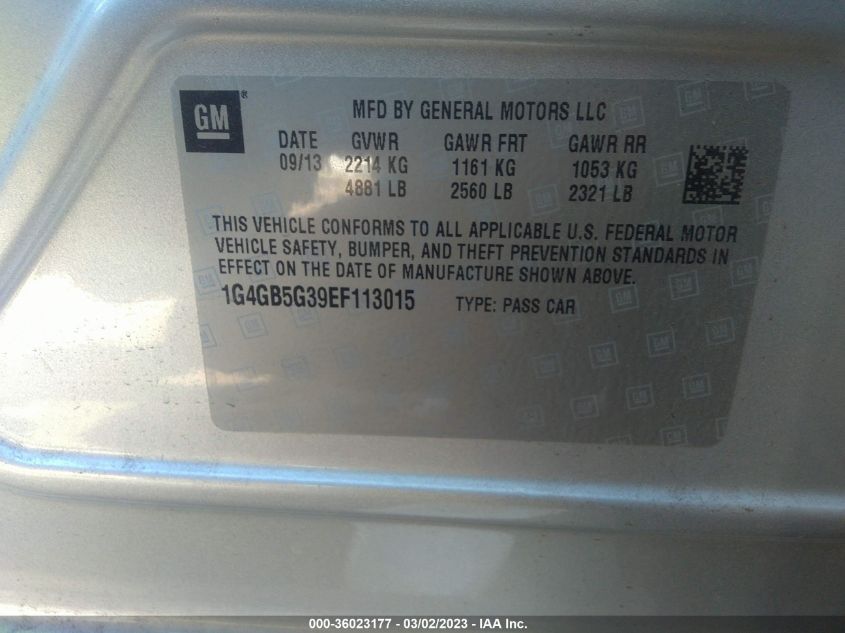 GM ®
MFD BY GENERAL MOTORS LLC
DATE GVWR GAWR FRT GAWR RR
09/13 2214 KG 1161 KG 1053 KG
4881 LB 2560 LB 2321 LB
THIS VEHICLE CONFORMS TO ALL APPLICABLE U.S. FEDERAL MOTOR
VEHICLE SAFETY, BUMPER, AND THEFT PREVENTION STANDARDS IN
EFFECT ON THE DATE OF MANUFACTURE SHOWN ABOVE.
1G4GB5G39EF113015 TYPE: PASS CAR
000-36023177 - 03/02/2023 - IAA Inc.